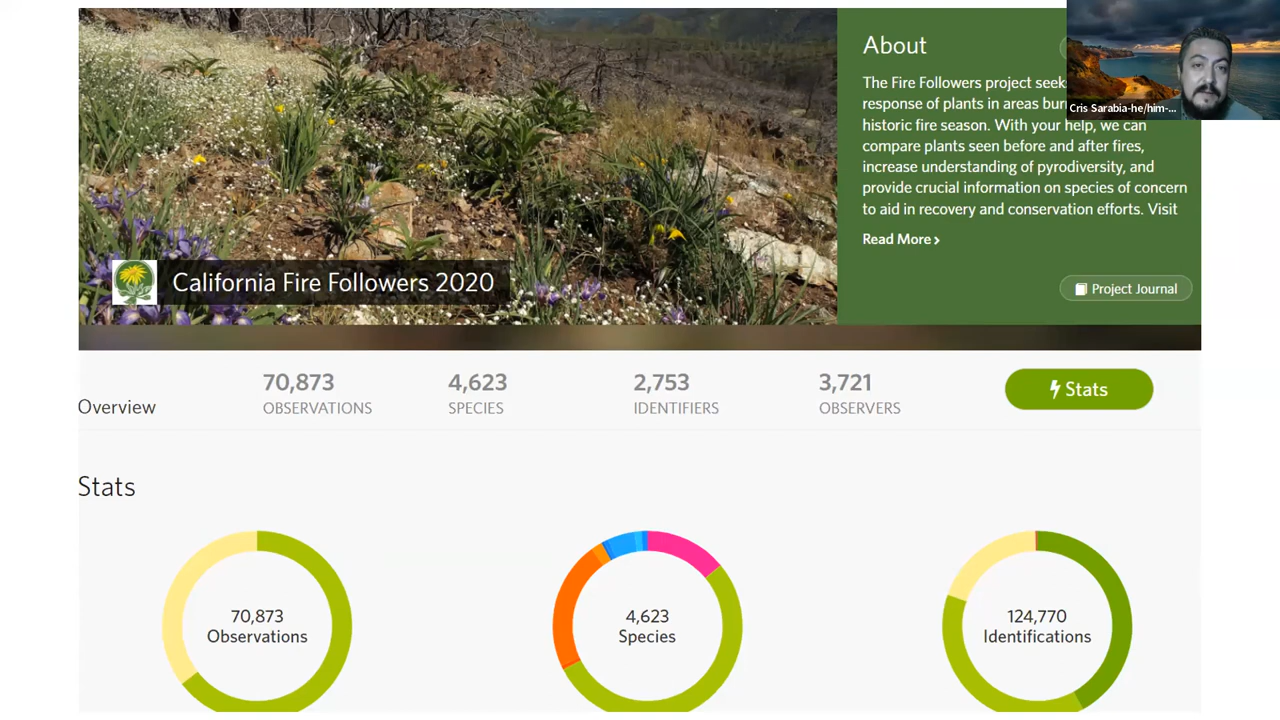 About
The Fire Followers project seek
response of plants in areas bur
historic fire season. With your help, we can
compare plants seen before and after fires,
increase understanding of pyrodiversity, and
provide crucial information on species of concern
to aid in recovery and conservation efforts. Visit
Read More ›
Project Journal
Cris Sarabia-he/him-...
California Fire Followers 2020
Overview
70,873
OBSERVATIONS
4,623
SPECIES
2,753
IDENTIFIERS
3,721
OBSERVERS
Stats
Stats
70,873
Observations
4,623
Species
124,770
Identifications